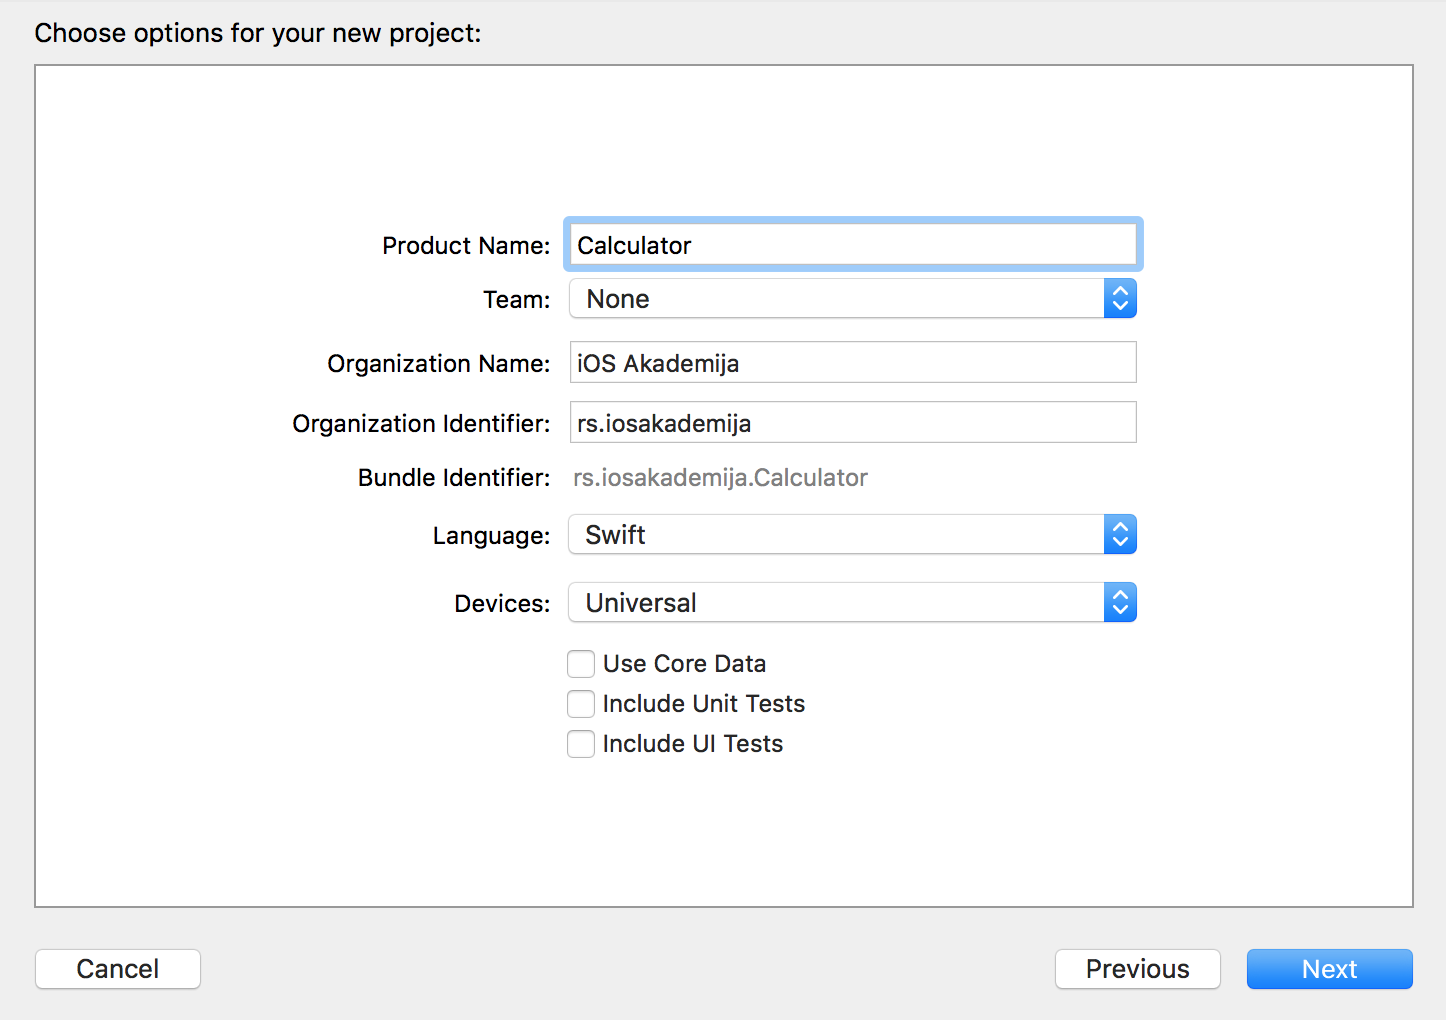 Choose options for your new project:
Product Name: Calculator
Team: None
Organization Name: iOS Akademija
Organization Identifier: rs.iosakademija
Bundle Identifier: rs.iosakademija.Calculator
Language: Swift
Devices: Universal
Use Core Data
Include Unit Tests
Include UI Tests
Cancel Previous Next